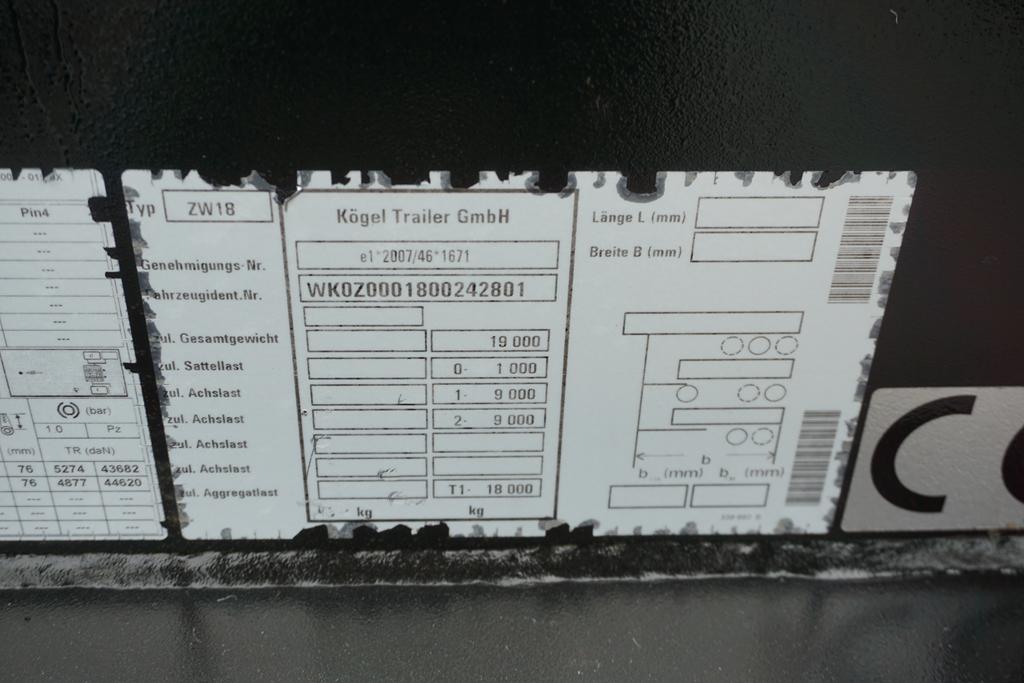 Pin4
---
---
---
---
---
---
(bar)
1.0 Pz
(mm) TR (daN)
76 5274 43682
76 4877 44620
--- --- ---
--- --- ---
Typ ZW18
Kögel Trailer GmbH
Genehmigungs-Nr. e1*2007/46*1671
Fahrzeugident.Nr. WK0Z0001800242801
zul. Gesamtgewicht 19 000
zul. Sattellast 0- 1 000
zul. Achslast 1- 9 000
zul. Achslast 2- 9 000
zul. Achslast
zul. Achslast
zul. Aggregatlast T1- 18 000
kg kg
Länge L (mm)
Breite B (mm)
b
b (mm) b (mm)
C